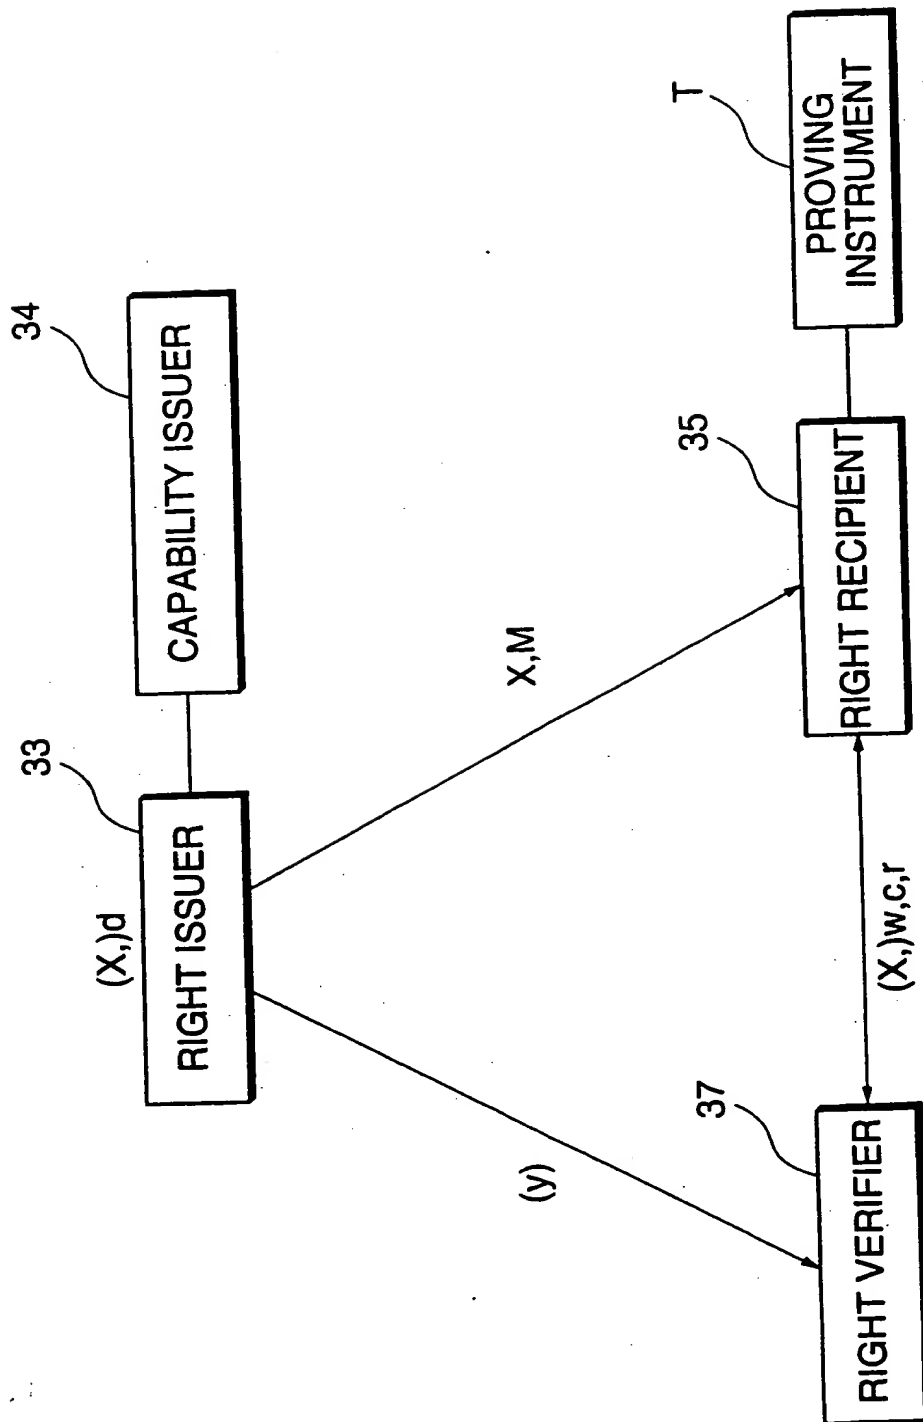 33
34
(X,)d
RIGHT ISSUER
CAPABILITY ISSUER
(y)
X,M
37
35
T
RIGHT VERIFIER
(X,)w,c,r
RIGHT RECIPIENT
PROVING
INSTRUMENT